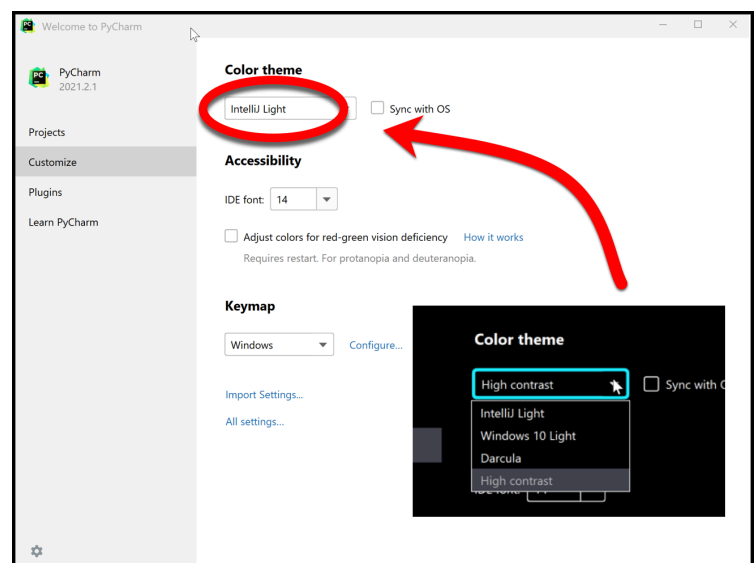 Welcome to PyCharm
PC
PyCharm
2021.2.1
Projects
Customize
Plugins
Learn PyCharm
Color theme
IntelliJ Light
Sync with OS
Accessibility
IDE font:
14
Adjust colors for red-green vision deficiency How it works
Requires restart. For protanopia and deuteranopia.
Keymap
Windows
Configure...
Import Settings...
All settings...
Color theme
High contrast
Sync with
IntelliJ Light
Windows 10 Light
Darcula
High contrast